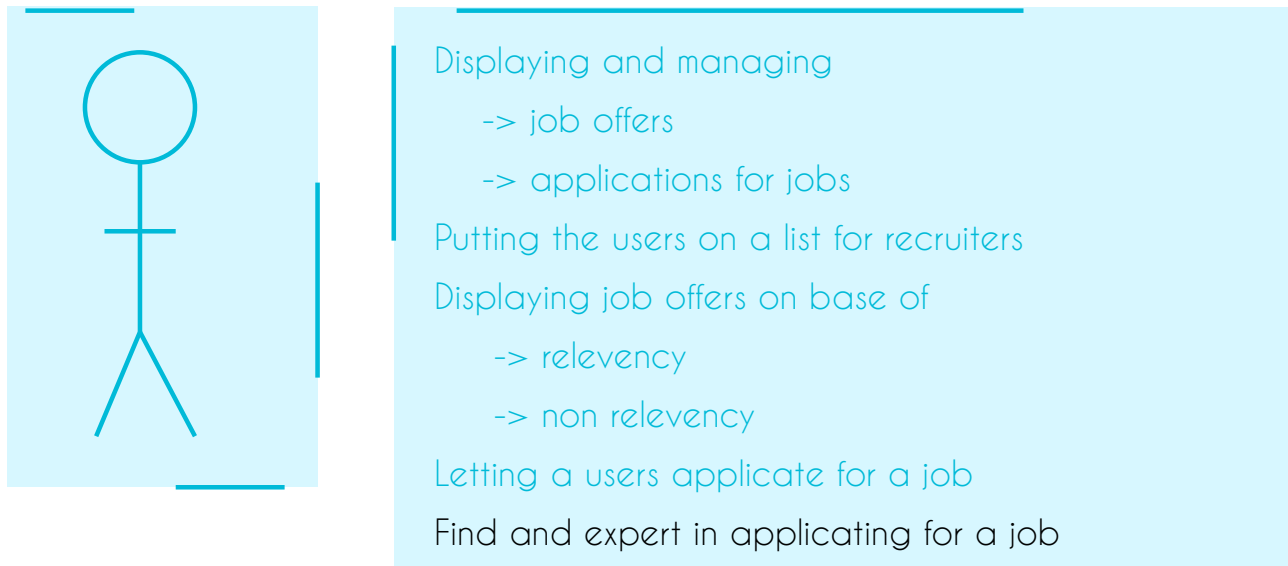 Displaying and managing
-> job offers
-> applications for jobs
Putting the users on a list for recruiters
Displaying job offers on base of
-> relevency
-> non relevency
Letting a users applicate for a job
Find and expert in applicating for a job